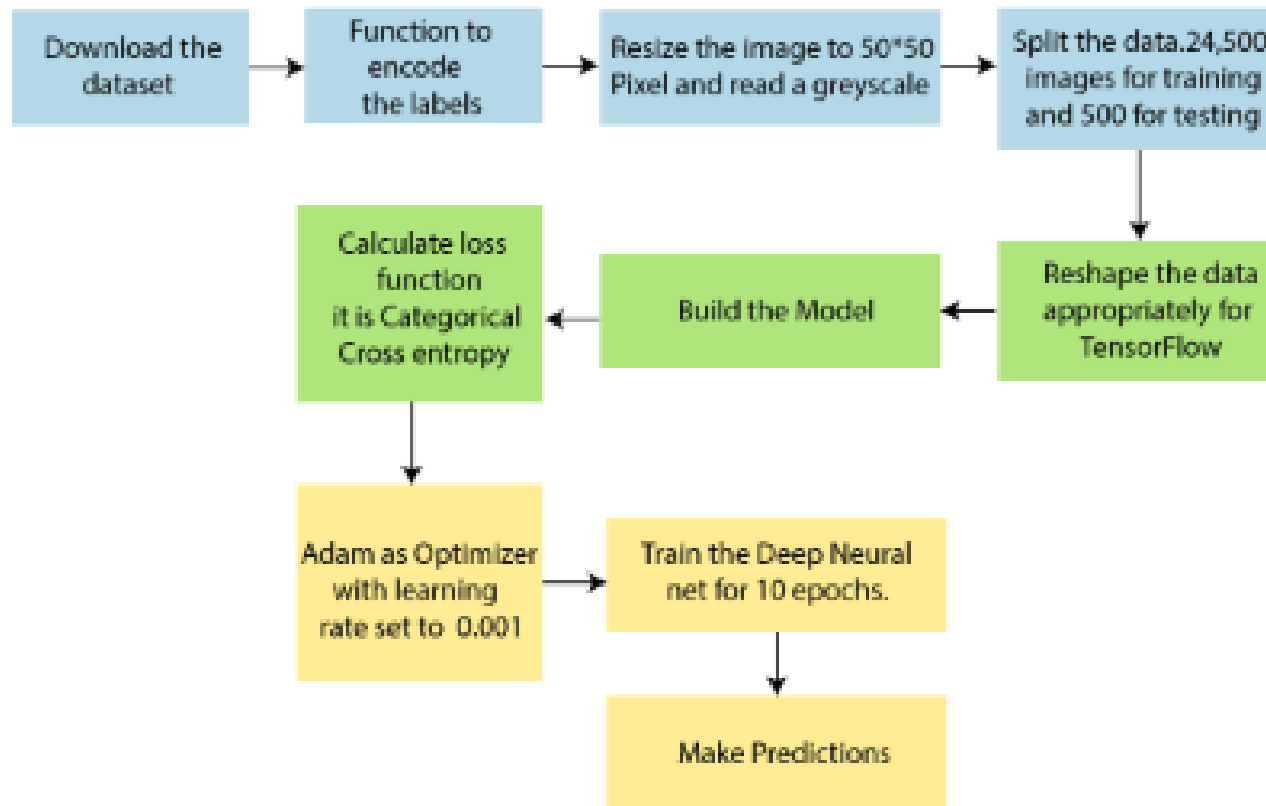 Download the
dataset
Function to
encode
the labels
Resize the image to 50*50
Pixel and read a greyscale
Split the data.24,500
images for training
and 500 for testing
Reshape the data
appropriately for
TensorFlow
Build the Model
Calculate loss
function
it is Categorical
Cross entropy
Adam as Optimizer
with learning
rate set to 0.001
Train the Deep Neural
net for 10 epochs.
Make Predictions